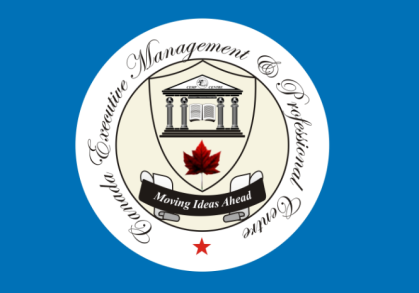 Canada Executive Management & Professional Centre
Moving Ideas Ahead